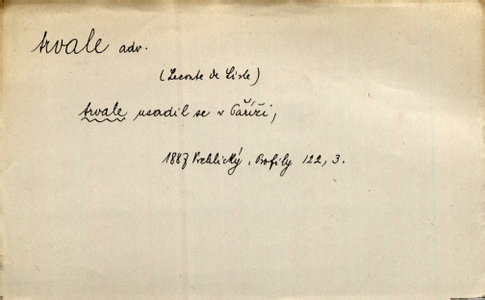 trvale adv.
(Leconte de Lisle)
trvale usadil se v Paříži,
1887 Vrchlický, Profily 122, 3.